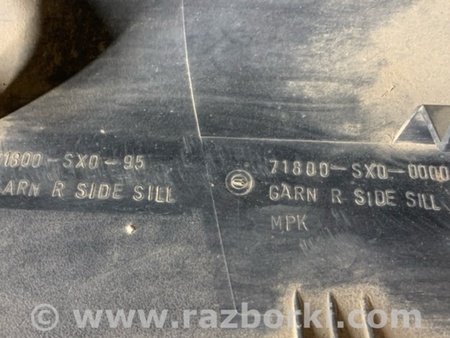 71800-SX0-95
GARN R SIDE SILL
71800-SX0-0000
GARN R SIDE SILL
MPK
© www.razborki.com